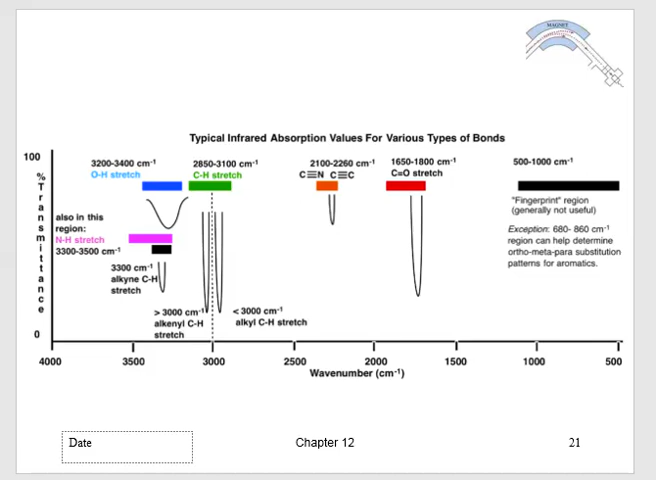 MAGNET
Typical Infrared Absorption Values For Various Types of Bonds
100
% Transmittance
0
3200-3400 cm-1
O-H stretch
2850-3100 cm-1
C-H stretch
2100-2260 cm-1
C≡N C≡C
1650-1800 cm-1
C=O stretch
500-1000 cm-1
"Fingerprint" region
(generally not useful)
Exception: 680- 860 cm-1
region can help determine
ortho-meta-para substitution
patterns for aromatics.
also in this
region:
N-H stretch
3300-3500 cm-1
3300 cm-1
alkyne C-H
stretch
> 3000 cm-1
alkenyl C-H
stretch
< 3000 cm-1
alkyl C-H stretch
4000 3500 3000 2500 2000 1500 1000 500
Wavenumber (cm-1)
Date
Chapter 12
21